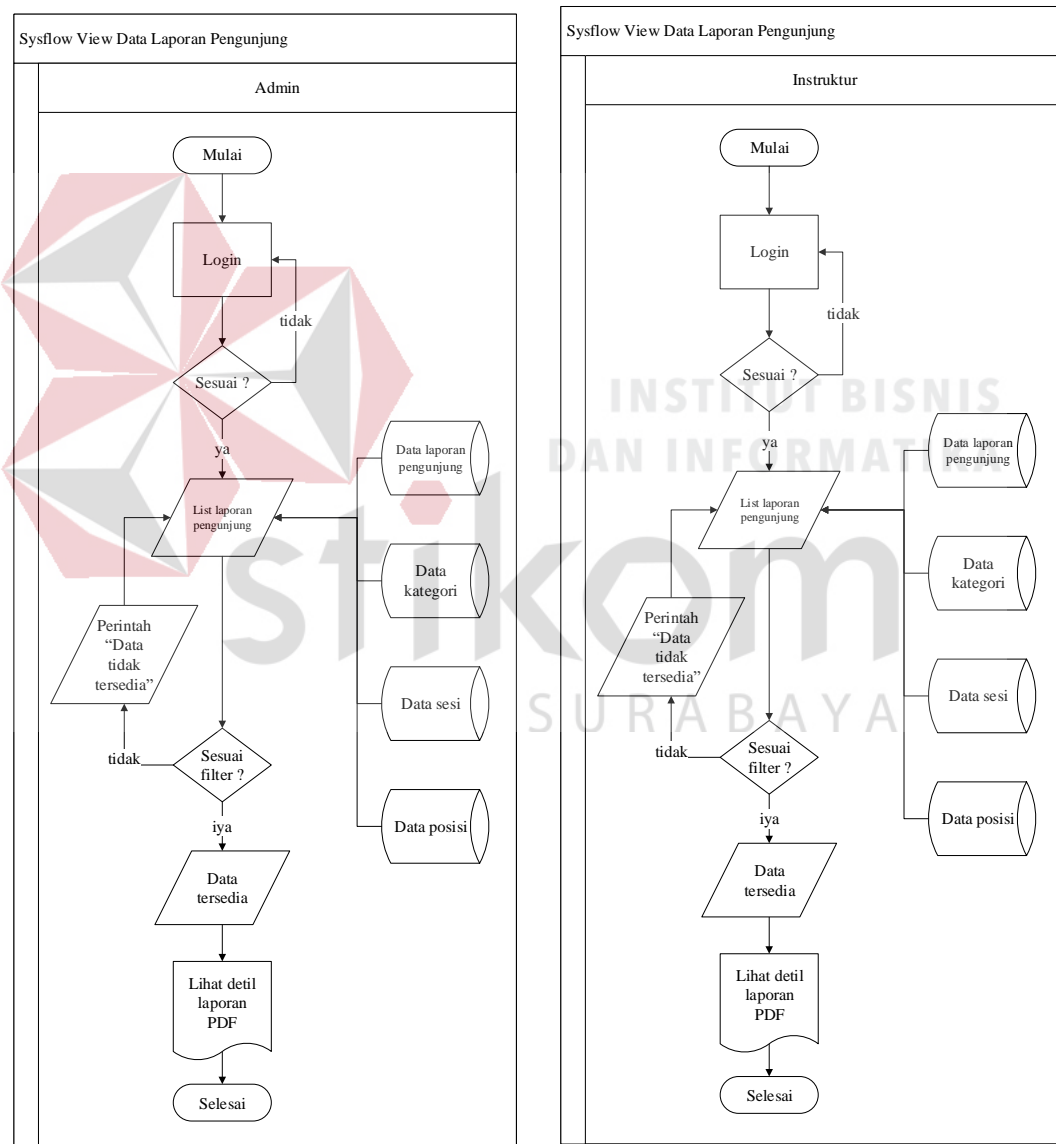 Sysflow View Data Laporan Pengunjung
Admin
Mulai
Login
tidak
Sesuai ?
ya
Data laporan
pengunjung
List laporan
pengunjung
Data
kategori
Perintah
“Data
tidak
tersedia”
Data sesi
tidak
Sesuai
filter ?
iya
Data posisi
Data
tersedia
Lihat detil
laporan
PDF
Selesai
Sysflow View Data Laporan Pengunjung
Instruktur
Mulai
Login
tidak
Sesuai ?
ya
Data laporan
pengunjung
List laporan
pengunjung
Data
kategori
Perintah
“Data
tidak
tersedia”
Data sesi
tidak
Sesuai
filter ?
iya
Data posisi
Data
tersedia
Lihat detil
laporan
PDF
Selesai
INSTITUT BISNIS
DAN INFORMATIKA
stikom
SURABAYA